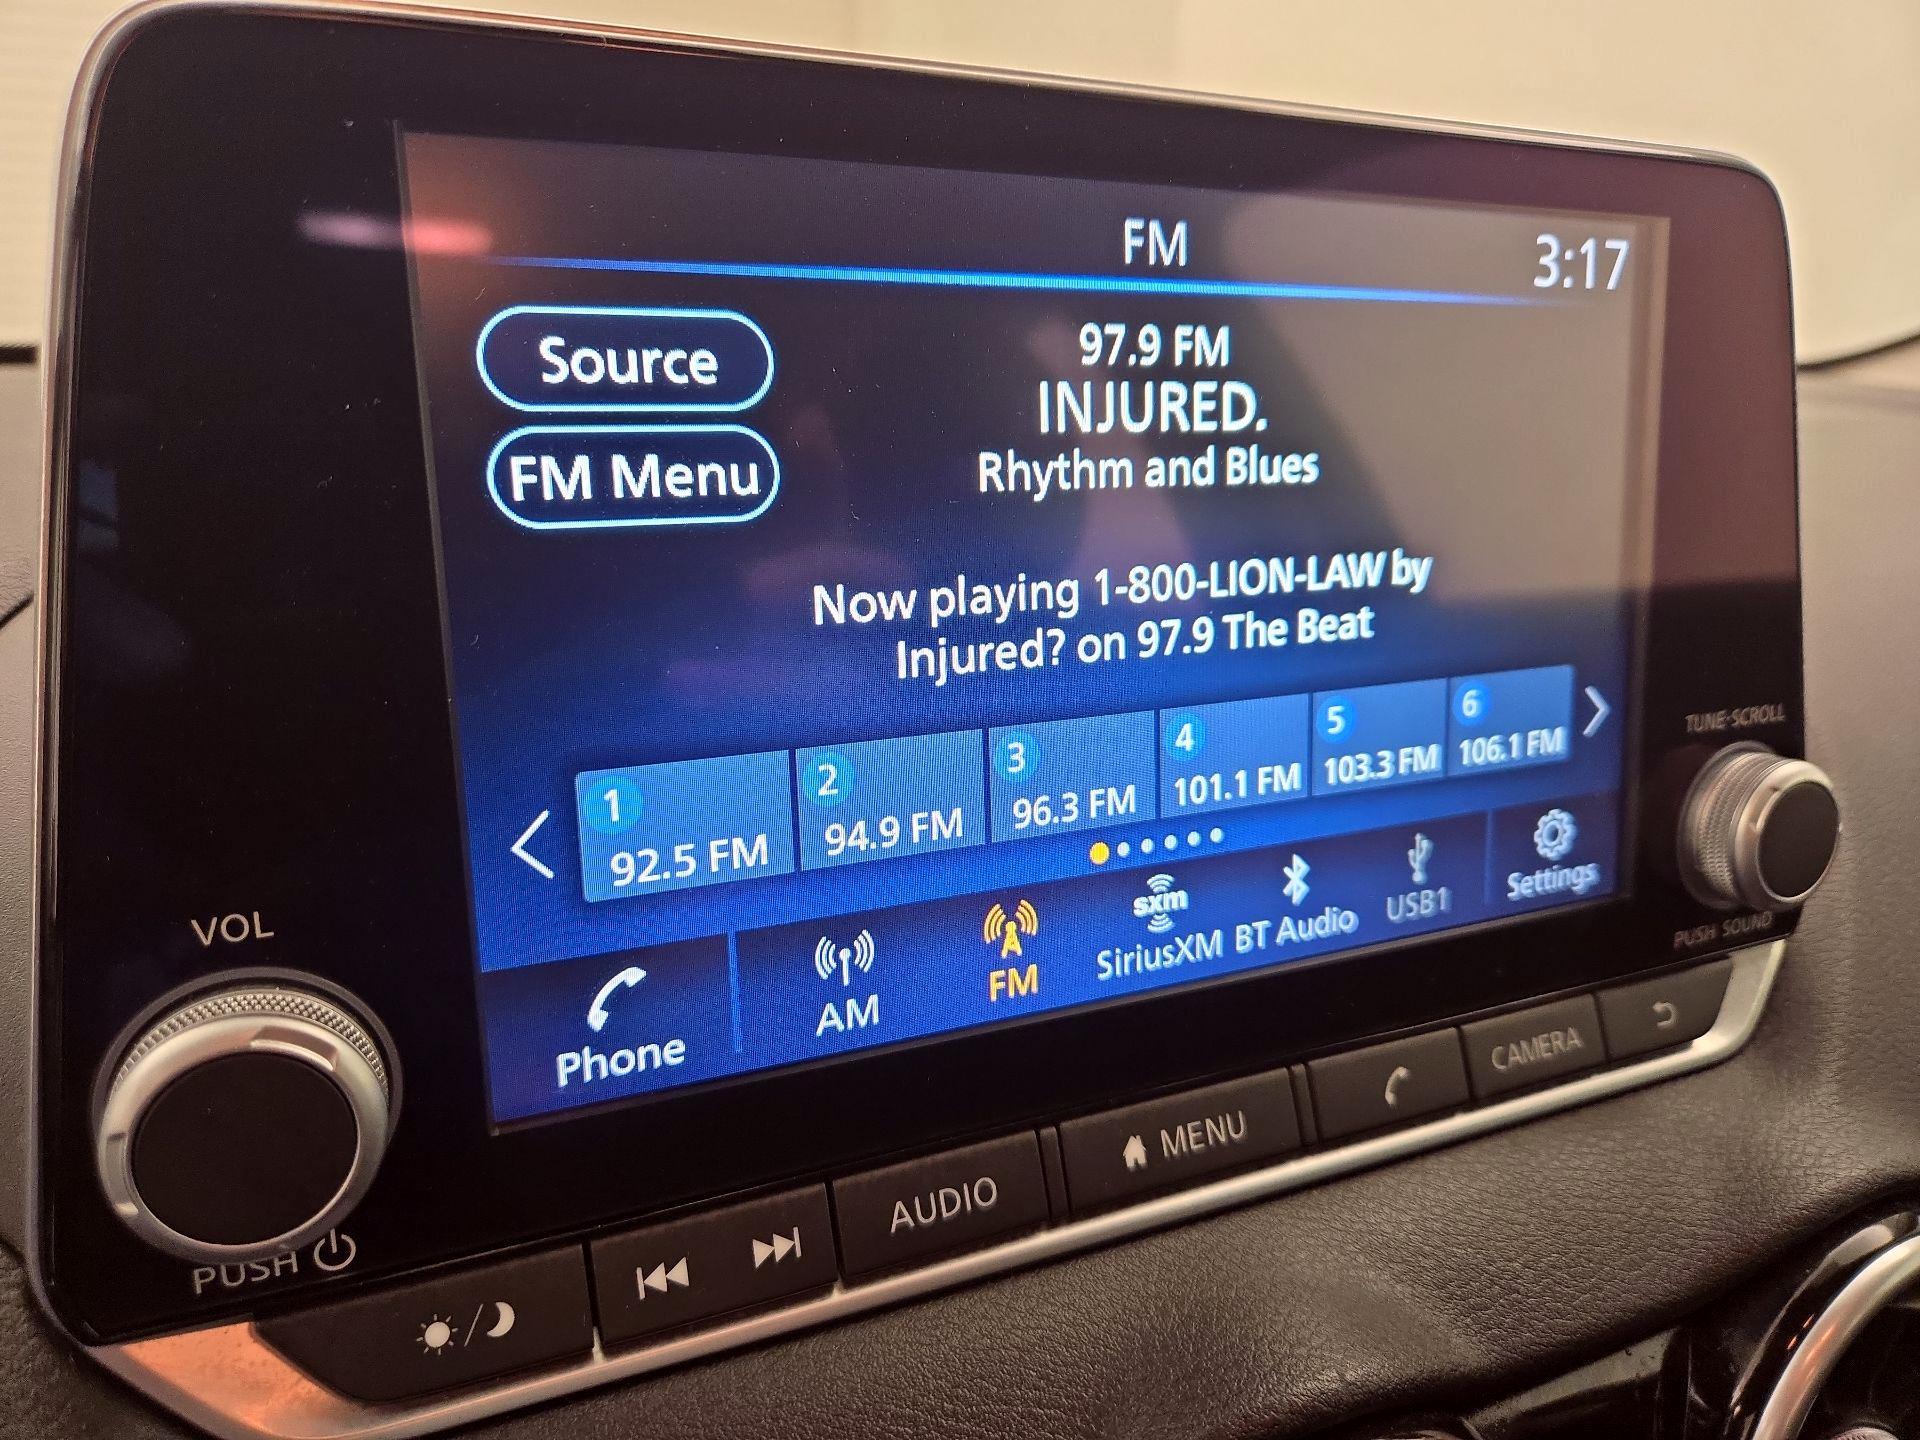 FM
3:17
Source
97.9 FM
INJURED.
FM Menu
Rhythm and Blues
Now playing 1-800-LION-LAW by
Injured? on 97.9 The Beat
1
92.5 FM
2
94.9 FM
3
96.3 FM
4
101.1 FM
5
103.3 FM
6
106.1 FM
Phone
AM
FM
sxm
SiriusXM
BT Audio
USB1
Settings
VOL
PUSH
TUNE·SCROLL
PUSH SOUND
AUDIO
MENU
CAMERA